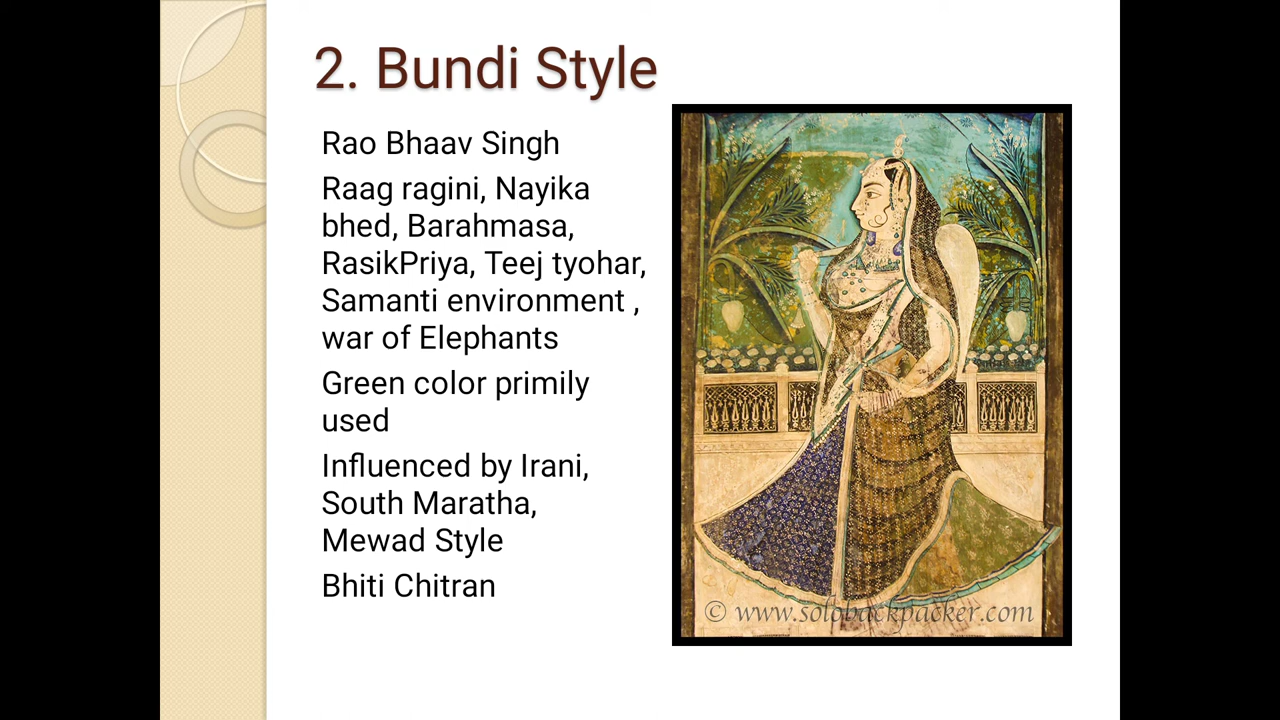 2. Bundi Style
Rao Bhaav Singh
Raag ragini, Nayika
bhed, Barahmasa,
RasikPriya, Teej tyohar,
Samanti environment ,
war of Elephants
Green color primily
used
Influenced by Irani,
South Maratha,
Mewad Style
Bhiti Chitran
© www.solobackpacker.com